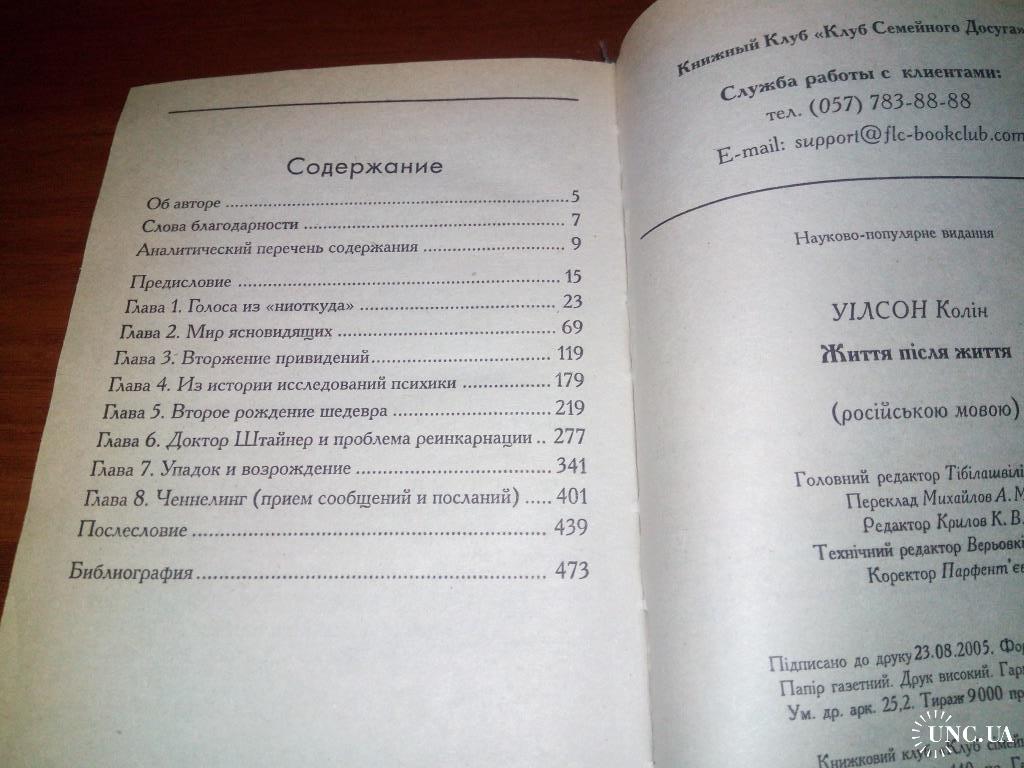 Содержание
Об авторе ........................................................ 5
Слова благодарности ........................................ 7
Аналитический перечень содержания ..................... 9
Предисловие .................................................... 15
Глава 1. Голоса из «ниоткуда» ............................... 23
Глава 2. Мир ясновидящих .................................. 69
Глава 3. Вторжение привидений............................. 119
Глава 4. Из истории исследований психики ............... 179
Глава 5. Второе рождение шедевра ......................... 219
Глава 6. Доктор Штайнер и проблема реинкарнации .. 277
Глава 7. Упадок и возрождение ............................. 341
Глава 8. Ченнелинг (прием сообщений и посланий) ..... 401
Послесловие ...................................................... 439
Библиография .................................................... 473
Книжный Клуб «Клуб Семейного Досуга»
Служба работы с клиентами:
тел. (057) 783-88-88
E-mail: support@flc-bookclub.com
Науково-популярне видання
УІЛСОН Колін
Життя після життя
(російською мовою)
Головний редактор Тібілашвілі
Переклад Михайлов А. М
Редактор Крилов К. В.
Технічний редактор
Коректор
Підписано до друку 23.08.2005.
Папір газетний. Друк високий.
Ум. др. арк. 25,2. Тираж 9000
Книжковий клуб
UNC.UA